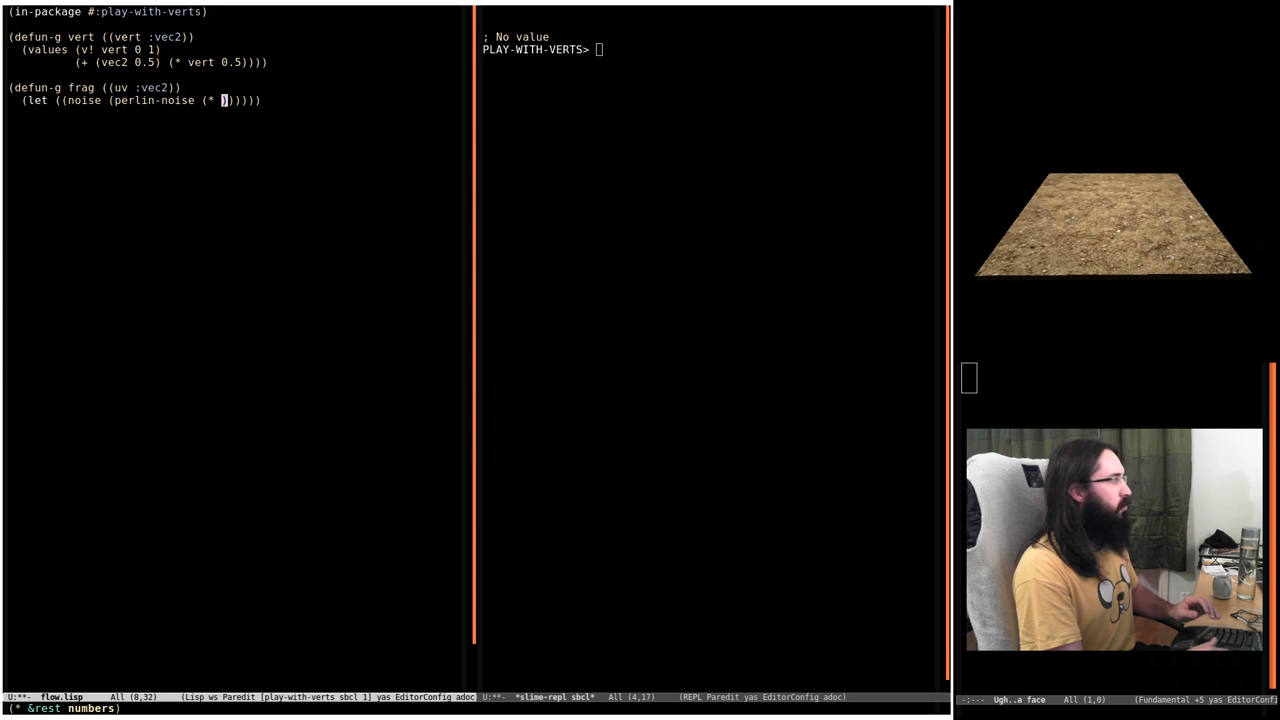 (in-package #:play-with-verts)
(defun-g vert ((vert :vec2))
  (values (v! vert 0 1)
          (+ (vec2 0.5) (* vert 0.5))))
(defun-g frag ((uv :vec2))
  (let ((noise (perlin-noise (* ))))))
; No value
PLAY-WITH-VERTS>
U:**-  flow.lisp      All (8,32)     (Lisp ws Paredit [play-with-verts sbcl 1] yas EditorConfig adoc
U:**-  *slime-repl sbcl*   All (4,17)     (REPL Paredit yas EditorConfig adoc)
-:---  Ugh..a face    All (1,0)      (Fundamental +5 yas EditorConfi
(* &rest numbers)